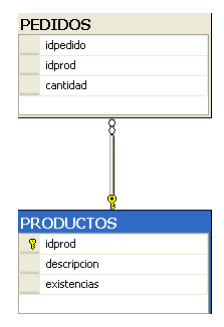 PEDIDOS
idpedido
idprod
cantidad
PRODUCTOS
idprod
descripcion
existencias